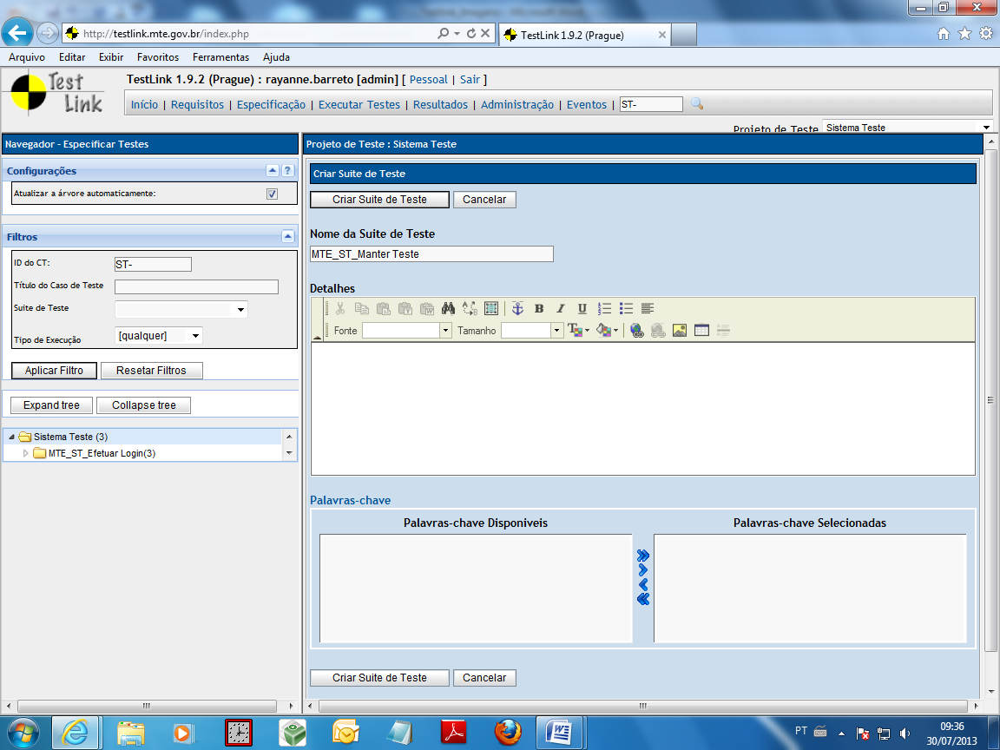 http://testlink.mte.gov.br/index.php
TestLink 1.9.2 (Prague)
Arquivo Editar Exibir Favoritos Ferramentas Ajuda
Test Link
TestLink 1.9.2 (Prague) : rayanne.barreto [admin] [ Pessoal | Sair ]
Início | Requisitos | Especificação | Executar Testes | Resultados | Administração | Eventos | ST-
Projeto de Teste Sistema Teste
Navegador - Especificar Testes
Configurações
Atualizar a árvore automaticamente:
Filtros
ID do CT: ST-
Título do Caso de Teste
Suite de Teste
Tipo de Execução [qualquer]
Aplicar Filtro Resetar Filtros
Expand tree Collapse tree
Sistema Teste (3)
MTE_ST_Efetuar Login(3)
Projeto de Teste : Sistema Teste
Criar Suite de Teste
Criar Suite de Teste Cancelar
Nome da Suite de Teste
MTE_ST_Manter Teste
Detalhes
B I U
Fonte Tamanho
Palavras-chave
Palavras-chave Disponiveis Palavras-chave Selecionadas
Criar Suite de Teste Cancelar
PT
09:36
30/07/2013